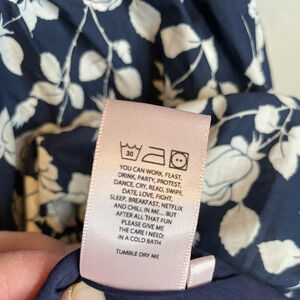 30
YOU CAN WORK, FEAST,
DRINK, PARTY, PROTEST,
DANCE, CRY, READ, SWIPE,
DATE, LOVE, FIGHT,
SLEEP, BREAKFAST, NETFLIX
AND CHILL IN ME... BUT
AFTER ALL THAT FUN
PLEASE GIVE ME
THE CARE I NEED:
IN A COLD BATH
TUMBLE DRY ME